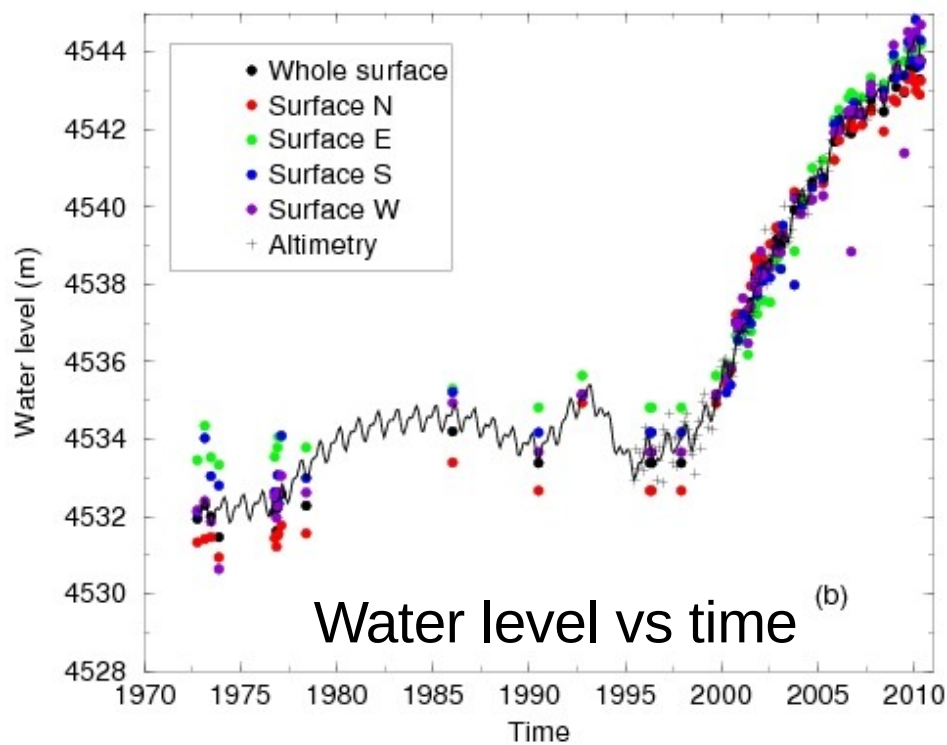 4544
4542
4540
4538
4536
4534
4532
4530
4528
Water level (m)
Whole surface
Surface N
Surface E
Surface S
Surface W
Altimetry
(b)
Water level vs time
1970 1975 1980 1985 1990 1995 2000 2005 2010
Time